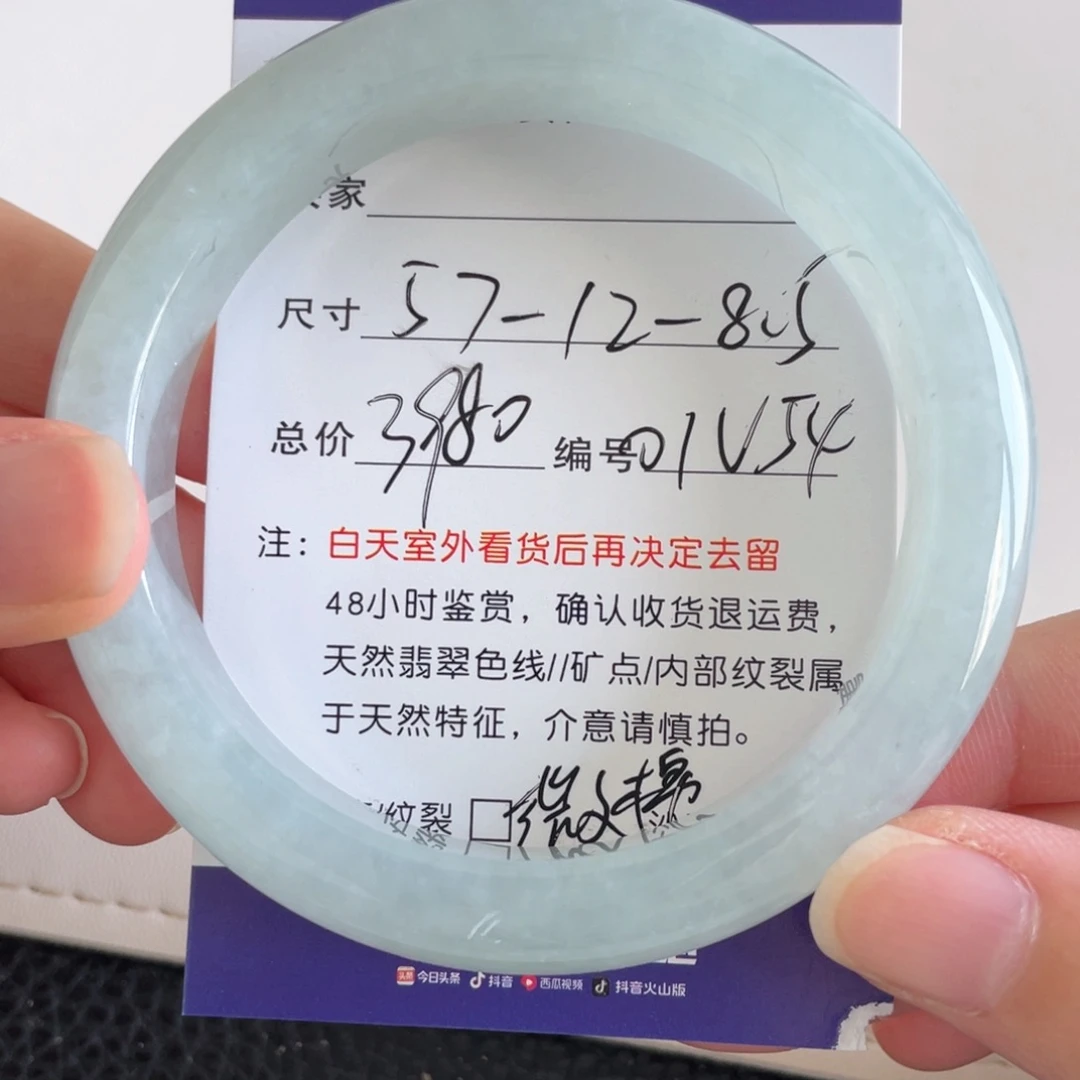 家
尺寸 57-12-8.5
总价 3980 编号 01V54
注：白天室外看货后再决定去留
48小时鉴赏，确认收货退运费，
天然翡翠色线//矿点/内部纹裂属
于天然特征，介意请慎拍。
纹裂 □ 微纹棉
今日头条 抖音 西瓜视频 抖音火山版